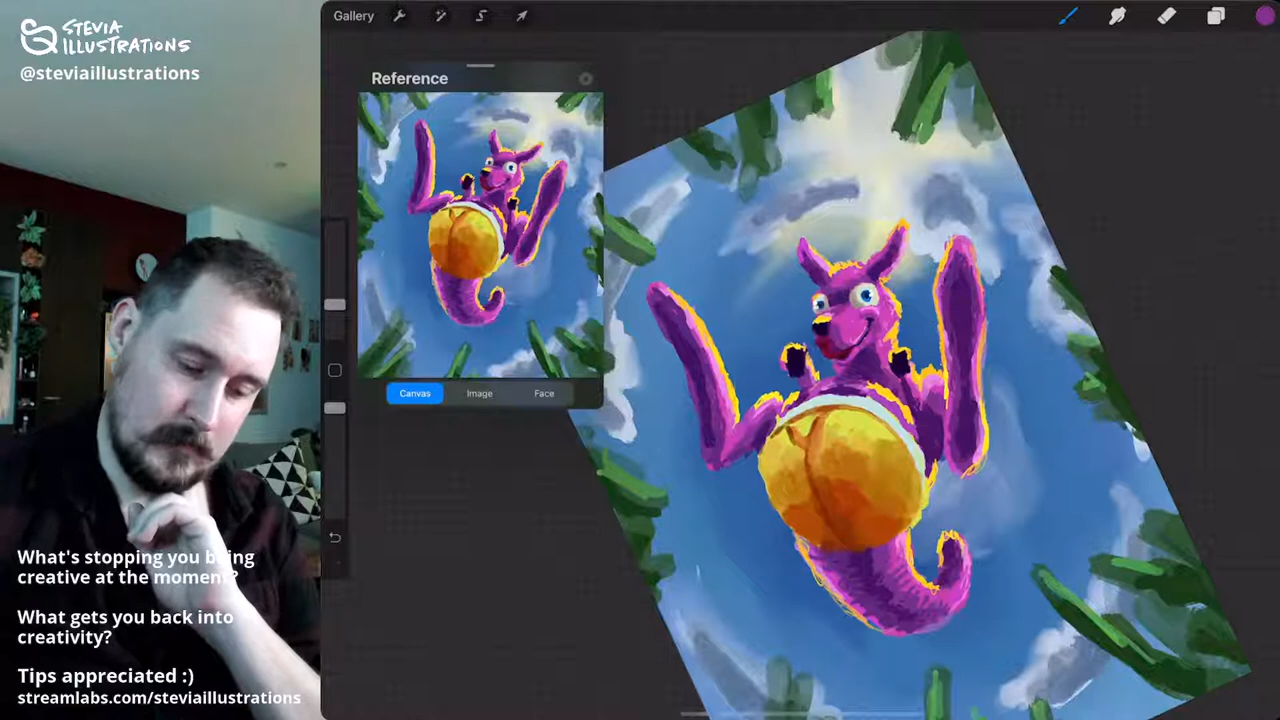 STEVIA
ILLUSTRATIONS
@steviaillustrations
What's stopping you being
creative at the moment?
What gets you back into
creativity?
Tips appreciated :)
streamlabs.com/steviaillustrations
Gallery
Reference
Canvas
Image
Face